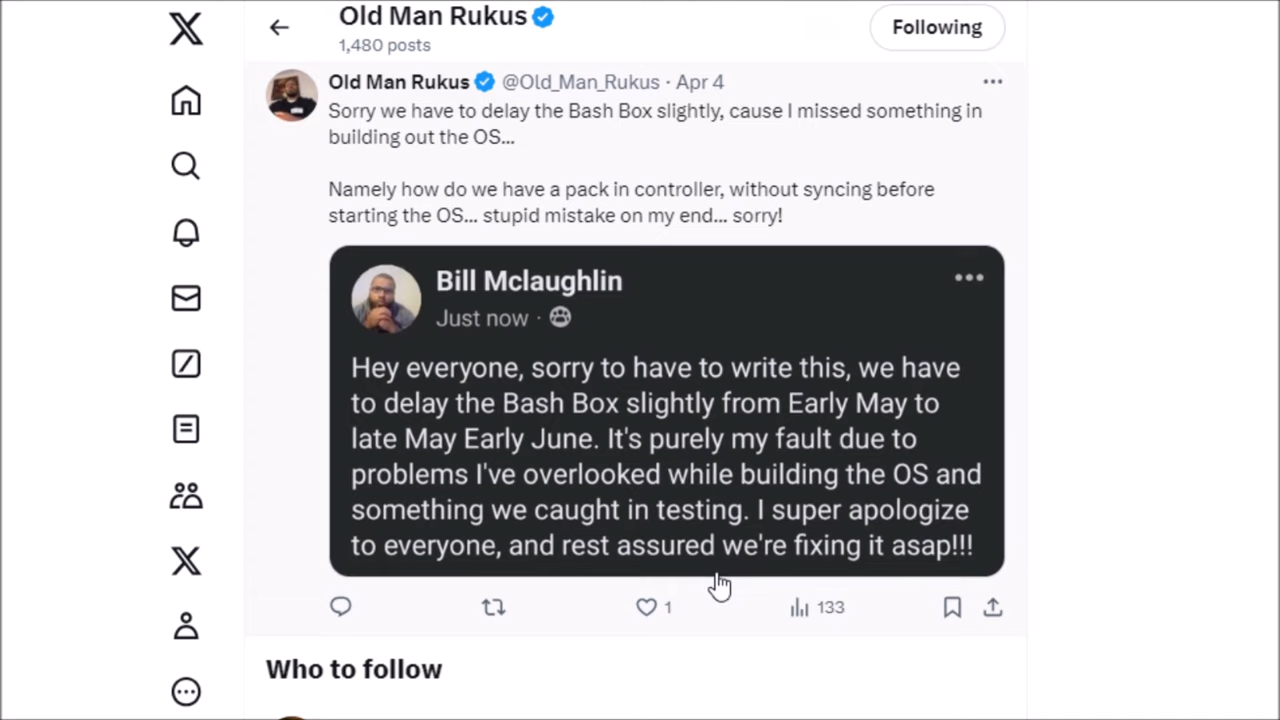 Old Man Rukus
1,480 posts
Following
Old Man Rukus @Old_Man_Rukus · Apr 4
Sorry we have to delay the Bash Box slightly, cause I missed something in
building out the OS...
Namely how do we have a pack in controller, without syncing before
starting the OS... stupid mistake on my end... sorry!
Bill Mclaughlin
Just now ·
Hey everyone, sorry to have to write this, we have
to delay the Bash Box slightly from Early May to
late May Early June. It's purely my fault due to
problems I've overlooked while building the OS and
something we caught in testing. I super apologize
to everyone, and rest assured we're fixing it asap!!!
1 133
Who to follow